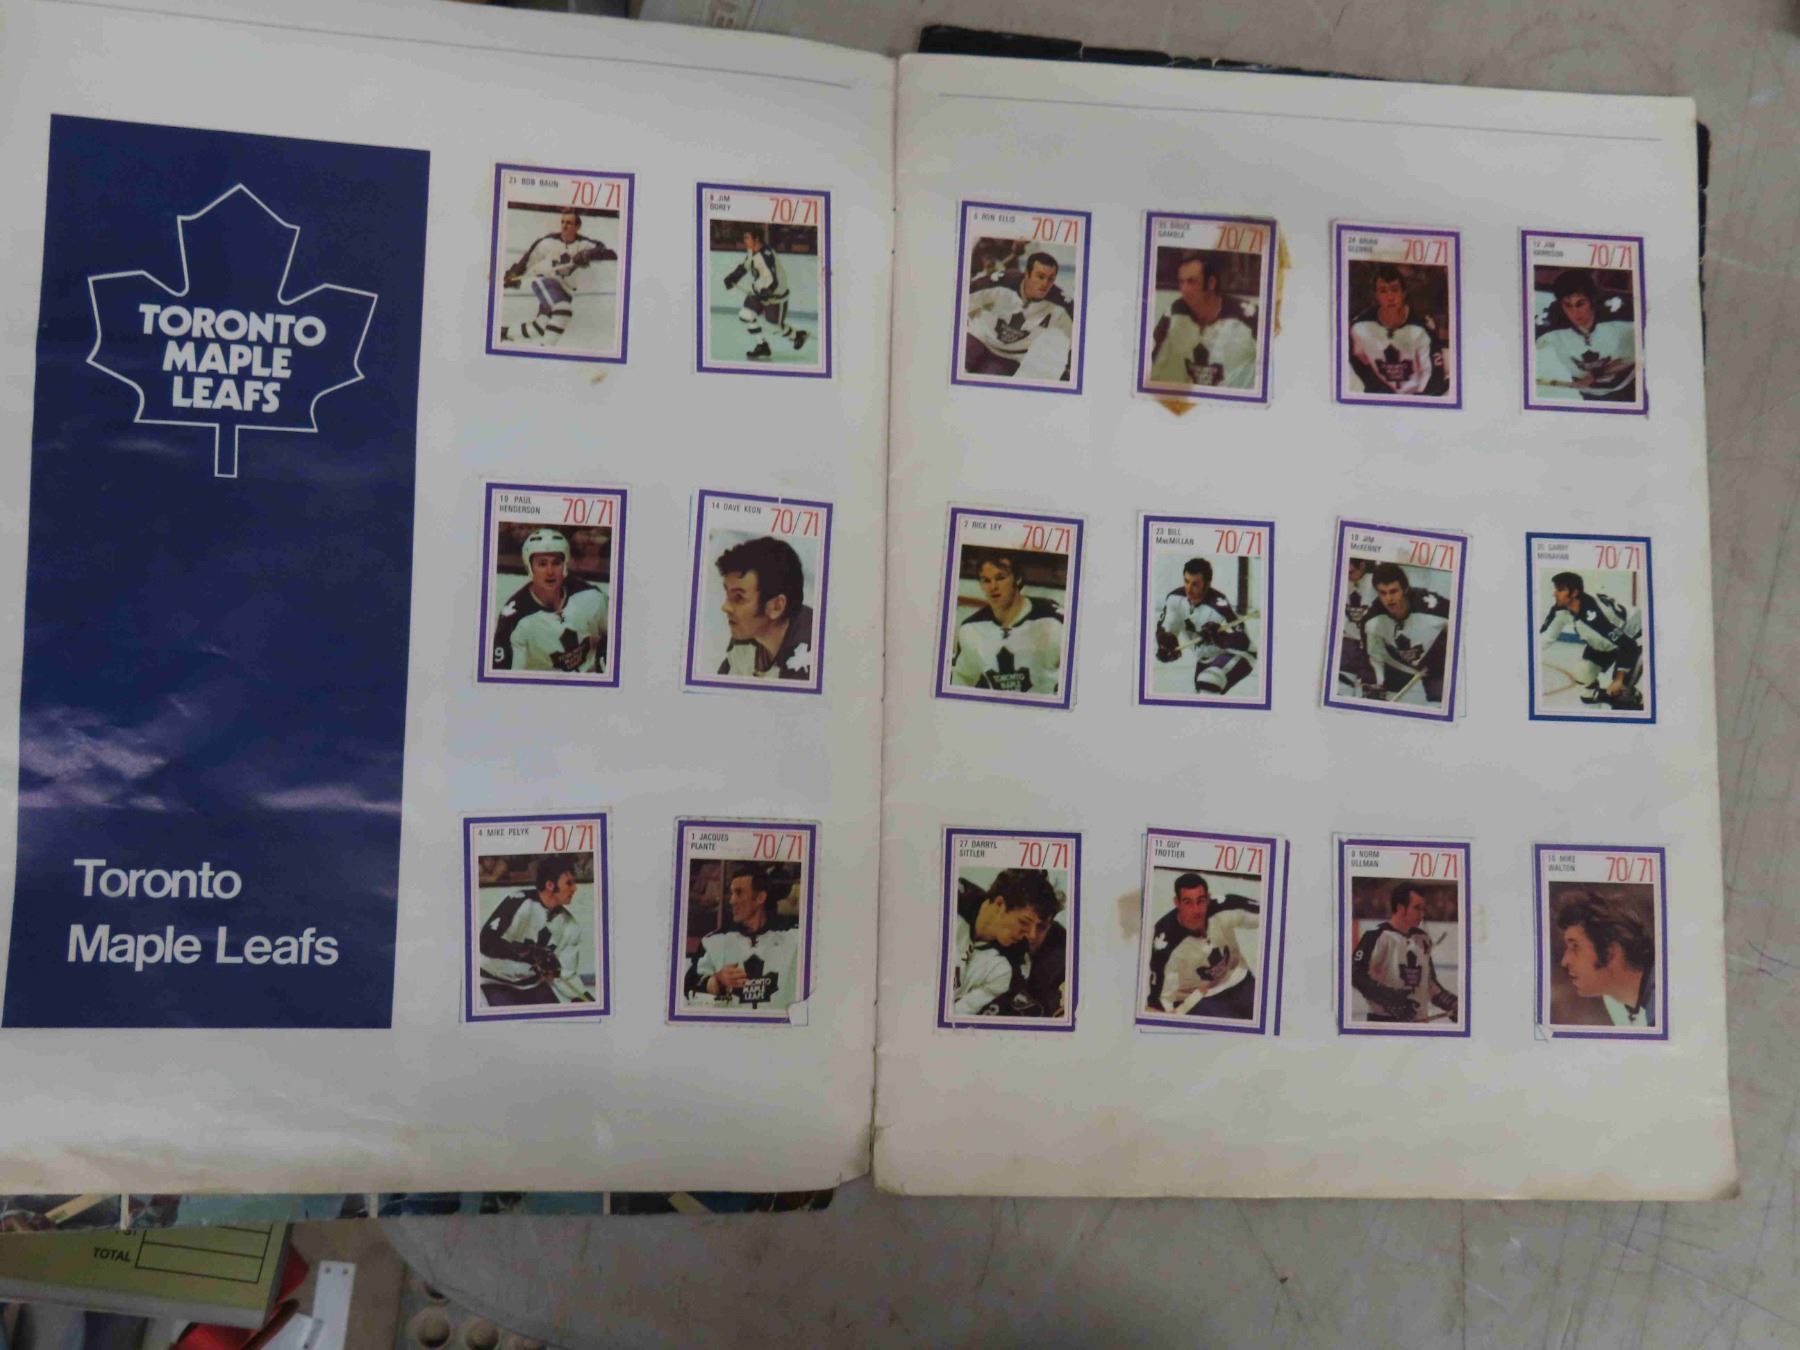 TORONTO
MAPLE
LEAFS
Toronto
Maple Leafs
21 BOB BAUN 70/71
8 JIM
DOREY 70/71
19 PAUL
HENDERSON 70/71
14 DAVE KEON 70/71
4 MIKE PELYK 70/71
1 JACQUES
PLANTE 70/71
6 RON ELLIS 70/71
BRUCE
GAMBLE 70/71
24 BRIAN
GLENNIE 70/71
12 JIM
HARRISON 70/71
2 RICK LEY 70/71
23 BILL
MacMILLAN 70/71
18 JIM
McKENNY 70/71
20 GARRY
MONAHAN 70/71
27 DARRYL
SITTLER 70/71
11 GUY
TROTTIER 70/71
9 NORM
ULLMAN 70/71
16 MIKE
WALTON 70/71
TOTAL